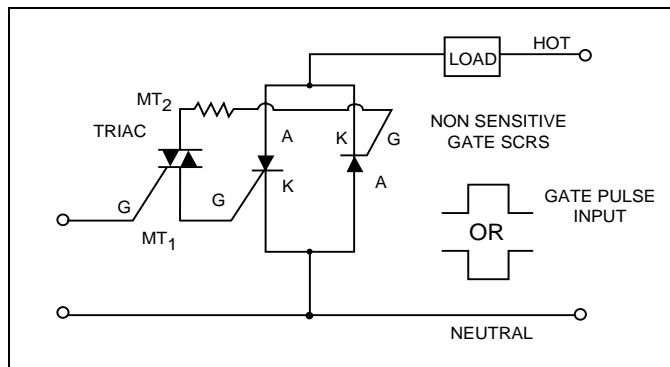 HOT
LOAD
MT2
TRIAC
A
K
G
NON SENSITIVE
GATE SCRS
G
G
K
A
MT1
GATE PULSE
INPUT
OR
NEUTRAL